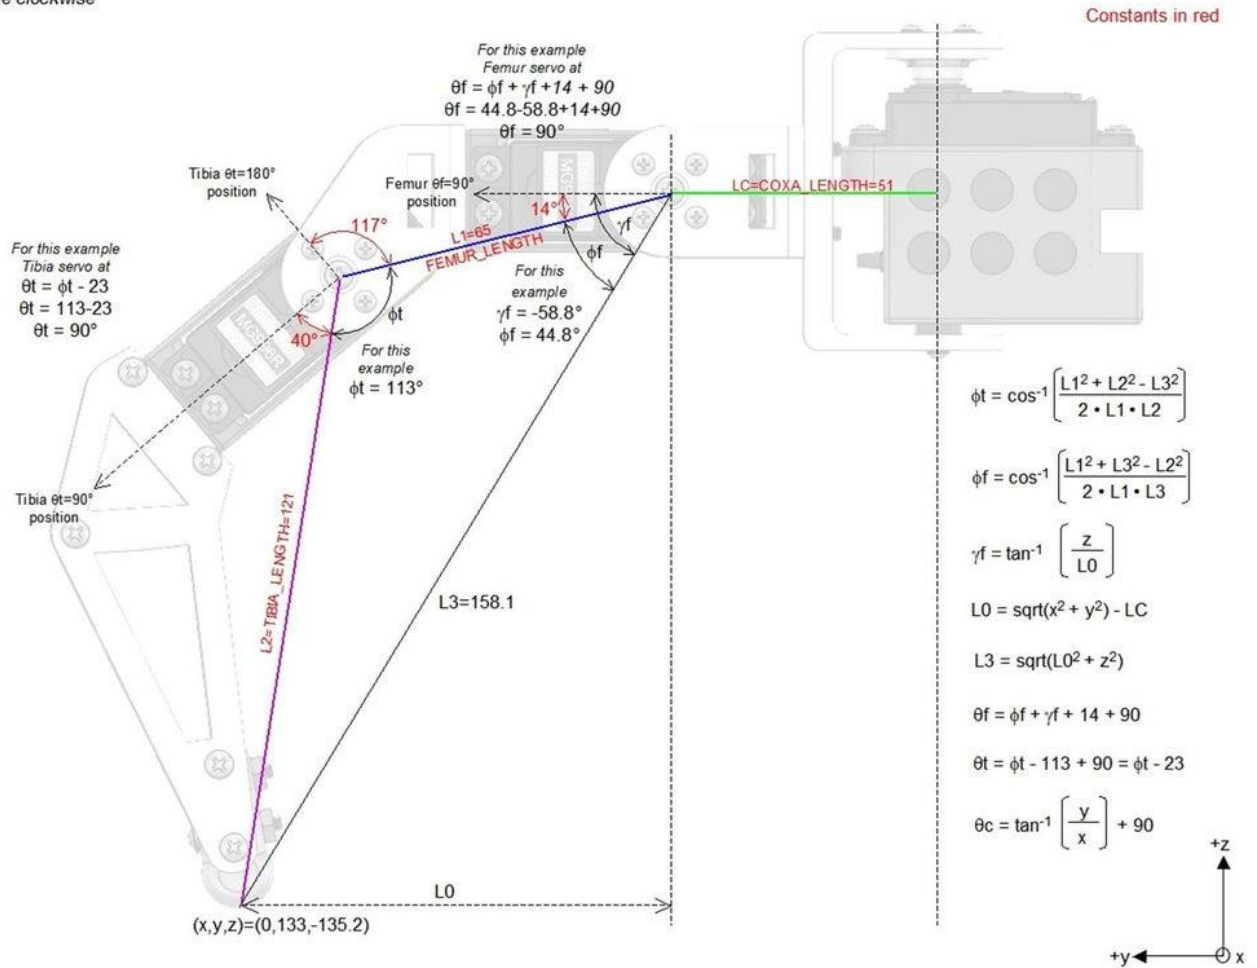 clockwise
Constants in red
For this example
Femur servo at
θf = ϕf + γf +14 + 90
θf = 44.8-58.8+14+90
θf = 90°
Tibia θt=180°
position
Femur θf=90°
position
LC=COXA_LENGTH=51
117°
14°
L1=65
FEMUR_LENGTH
γf
ϕf
For this example
Tibia servo at
θt = ϕt - 23
θt = 113-23
θt = 90°
For this
example
γf = -58.8°
ϕf = 44.8°
MG92R
40°
ϕt
For this
example
ϕt = 113°
Tibia θt=90°
position
L2=TIBIA_LENGTH=121
L3=158.1
L0
(x,y,z)=(0,133,-135.2)
ϕt = cos-1 [L1² + L2² - L3²
2 • L1 • L2]
ϕf = cos-1 [L1² + L3² - L2²
2 • L1 • L3]
γf = tan-1 [z
L0]
L0 = sqrt(x² + y²) - LC
L3 = sqrt(L0² + z²)
θf = ϕf + γf + 14 + 90
θt = ϕt - 113 + 90 = ϕt - 23
θc = tan-1 [y
x] + 90
+z
+y
x